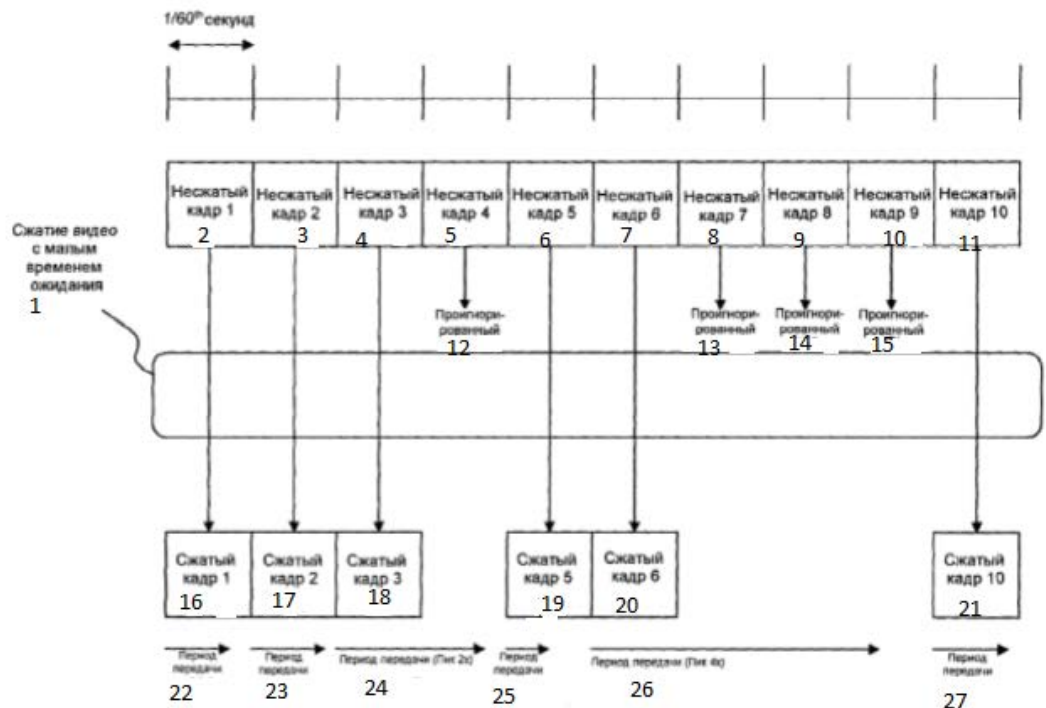 1/60th секунд
Несжатый кадр 1
2
Несжатый кадр 2
3
Несжатый кадр 3
4
Несжатый кадр 4
5
Несжатый кадр 5
6
Несжатый кадр 6
7
Несжатый кадр 7
8
Несжатый кадр 8
9
Несжатый кадр 9
10
Несжатый кадр 10
11
Сжатие видео
с малым
временем
ожидания
1
Проигнори-
рованный
12
Проигнори-
рованный
13
Проигнори-
рованный
14
Проигнори-
рованный
15
Сжатый кадр 1
16
Сжатый кадр 2
17
Сжатый кадр 3
18
Сжатый кадр 5
19
Сжатый кадр 6
20
Сжатый кадр 10
21
Период
передачи
22
Период
передачи
23
Период передачи (Пик 2x)
24
Период
передачи
25
Период передачи (Пик 4x)
26
Период
передачи
27